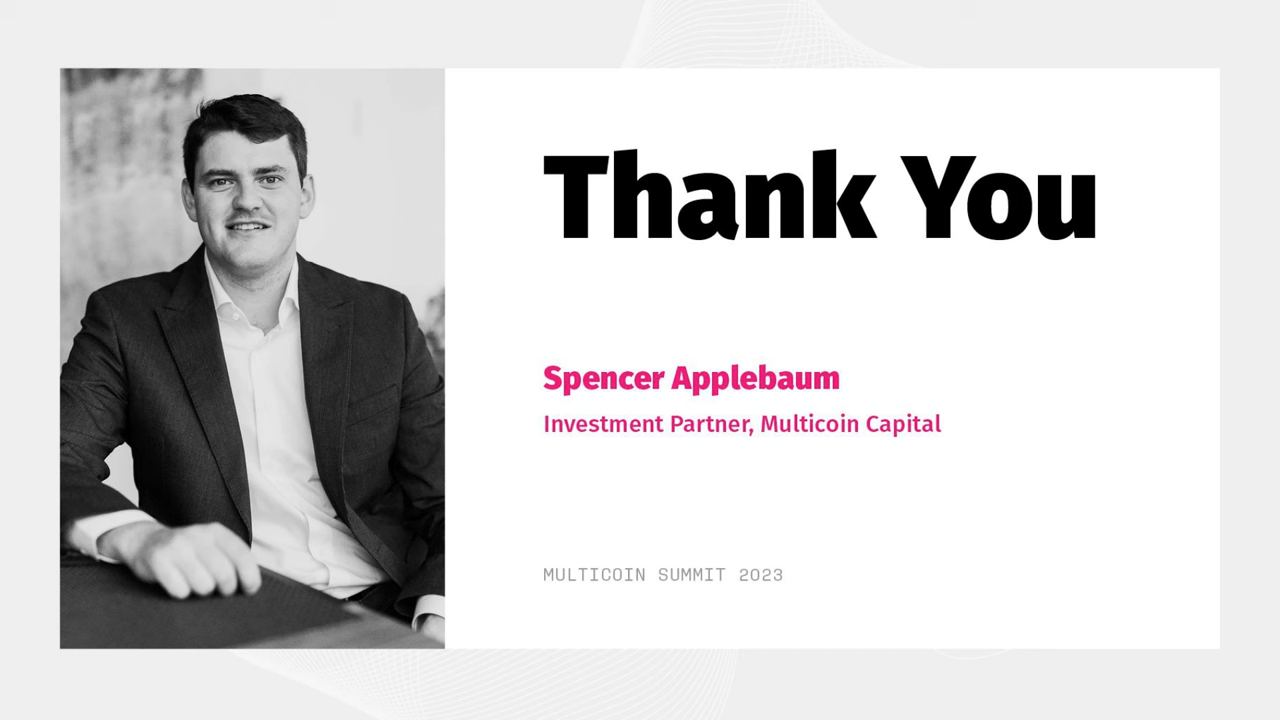 Thank You
Spencer Applebaum
Investment Partner, Multicoin Capital
MULTICOIN SUMMIT 2023